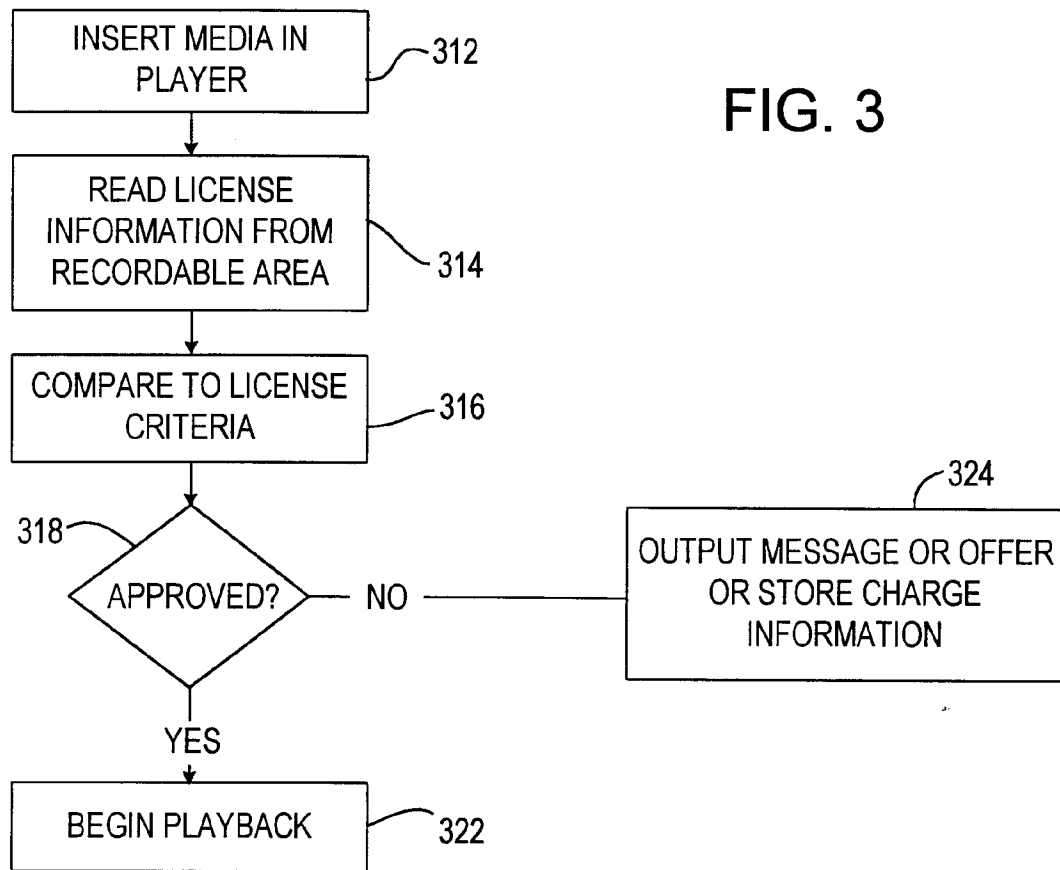 INSERT MEDIA IN
PLAYER
312
FIG. 3
READ LICENSE
INFORMATION FROM
RECORDABLE AREA
314
COMPARE TO LICENSE
CRITERIA
316
318
APPROVED?
NO
324
OUTPUT MESSAGE OR OFFER
OR STORE CHARGE
INFORMATION
YES
BEGIN PLAYBACK
322